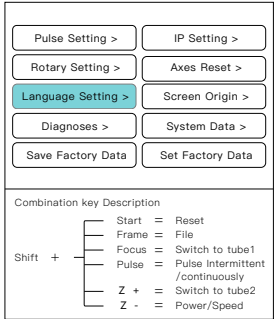 Pulse Setting >
IP Setting >
Rotary Setting >
Axes Reset >
Language Setting >
Screen Origin >
Diagnoses >
System Data >
Save Factory Data
Set Factory Data
Combination key Description
Shift +
Start = Reset
Frame = File
Focus = Switch to tube1
Pulse = Pulse Intermittent
/continuously
Z + = Switch to tube2
Z - = Power/Speed